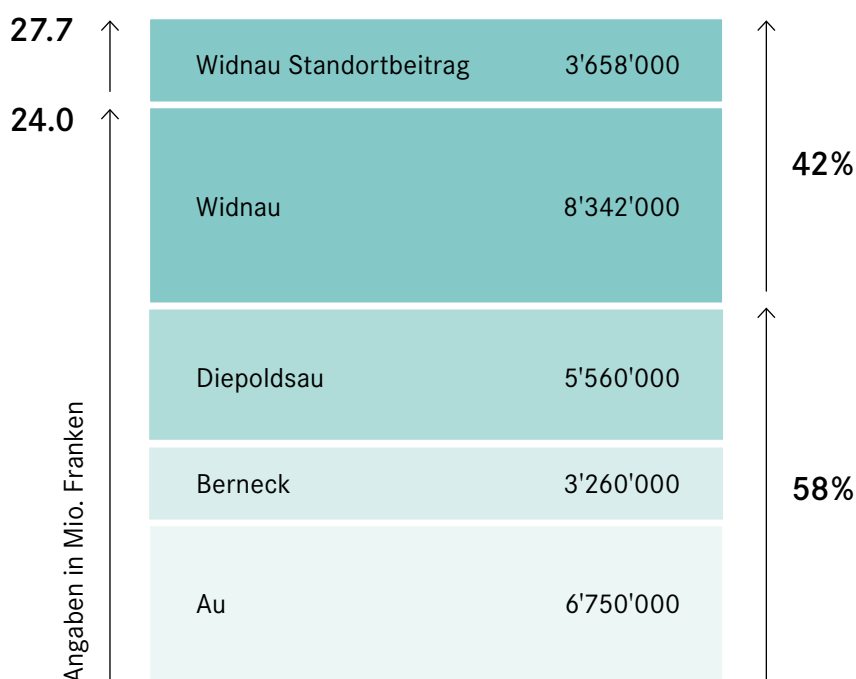 27.7
Widnau Standortbeitrag 3'658'000
24.0
42%
Widnau 8'342'000
Diepoldsau 5'560'000
Berneck 3'260'000
58%
Au 6'750'000
Angaben in Mio. Franken